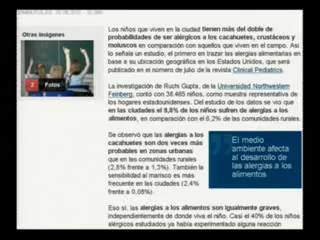 Otras imágenes
2 Fotos
Los niños que viven en la ciudad tienen más del doble de
probabilidades de ser alérgicos a los cacahuetes, crustáceos y
moluscos en comparación con aquellos que viven en el campo. Así
lo señala un estudio, el primero en trazar un mapa de alergias alimentarias en
base a su ubicación geográfica en los Estados Unidos, que será
publicado en el número de julio de la revista Clinical Pediatrics.
La investigación de Ruchi Gupta, de la Universidad Northwestern
Feinberg, contó con 38.465 niños, como muestra representativa de
los hogares estadounidenses. Del estudio de los datos se vio que
en las ciudades el 9,8% de los niños sufren de alergias a los
alimentos, en comparación con el 6,2% de las comunidades rurales.
Se observó que las alergias a los
cacahuetes son dos veces más
probables en zonas urbanas
que en las comunidades rurales
(2,8% frente a 1,3%). También la
sensibilidad al marisco es más
frecuente en las ciudades (2,4%
frente a 0,08%).
El medio
ambiente afecta
al desarrollo de
las alergias a los
alimentos
Eso sí, las alergias a los alimentos son igualmente graves,
independientemente de donde viva el niño. Casi el 40% de los niños
alérgicos estudiados ya había experimentado alguna reacción